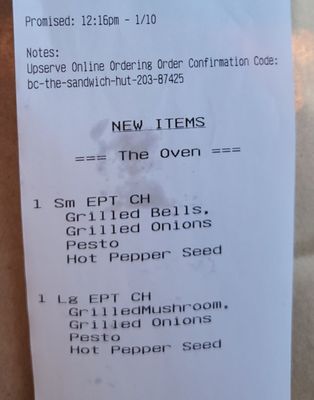 Promised: 12:16pm - 1/10
Notes:
Upserve Online Ordering Order Confirmation Code:
bc-the-sandwich-hut-203-87425
NEW ITEMS
=== The Oven ===
1 Sm EPT CH
Grilled Bells,
Grilled Onions
Pesto
Hot Pepper Seed
1 Lg EPT CH
GrilledMushroom,
Grilled Onions
Pesto
Hot Pepper Seed